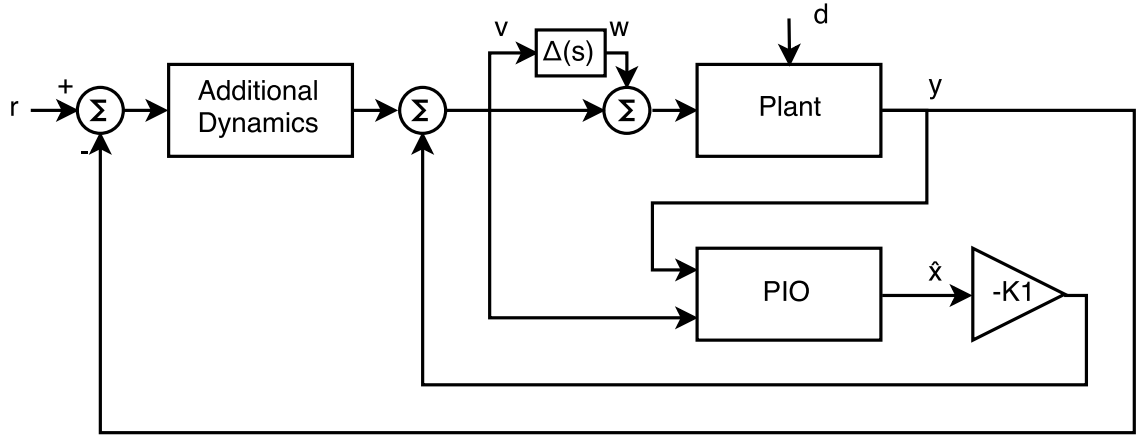 v
Δ(s)
w
d
r
+
-
Σ
Additional
Dynamics
Σ
Σ
Plant
y
PIO
x̂
-K1